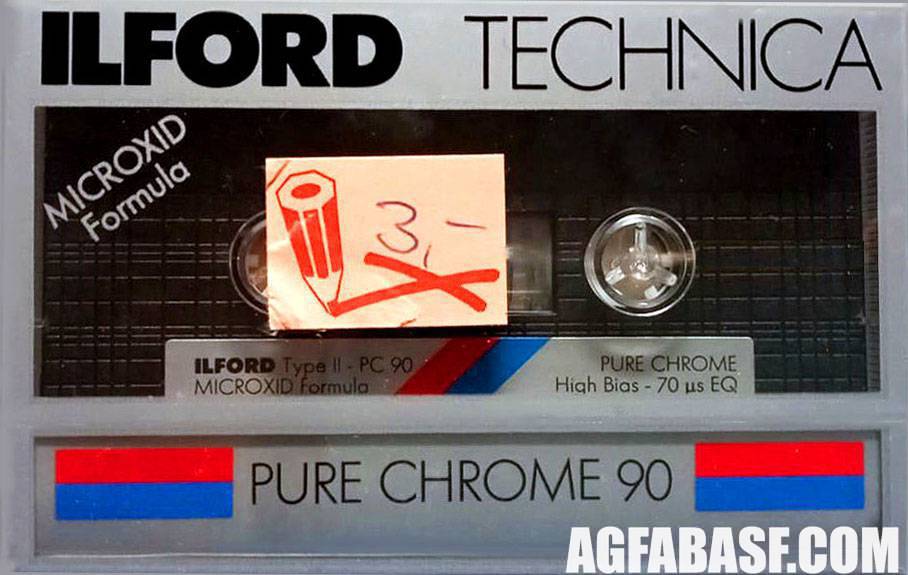 ILFORD TECHNICA
MICROXID
Formula
3,-
ILFORD Type II - PC 90
MICROXID Formula
PURE CHROME
High Bias - 70 µs EQ
PURE CHROME 90
AGFABASF.COM